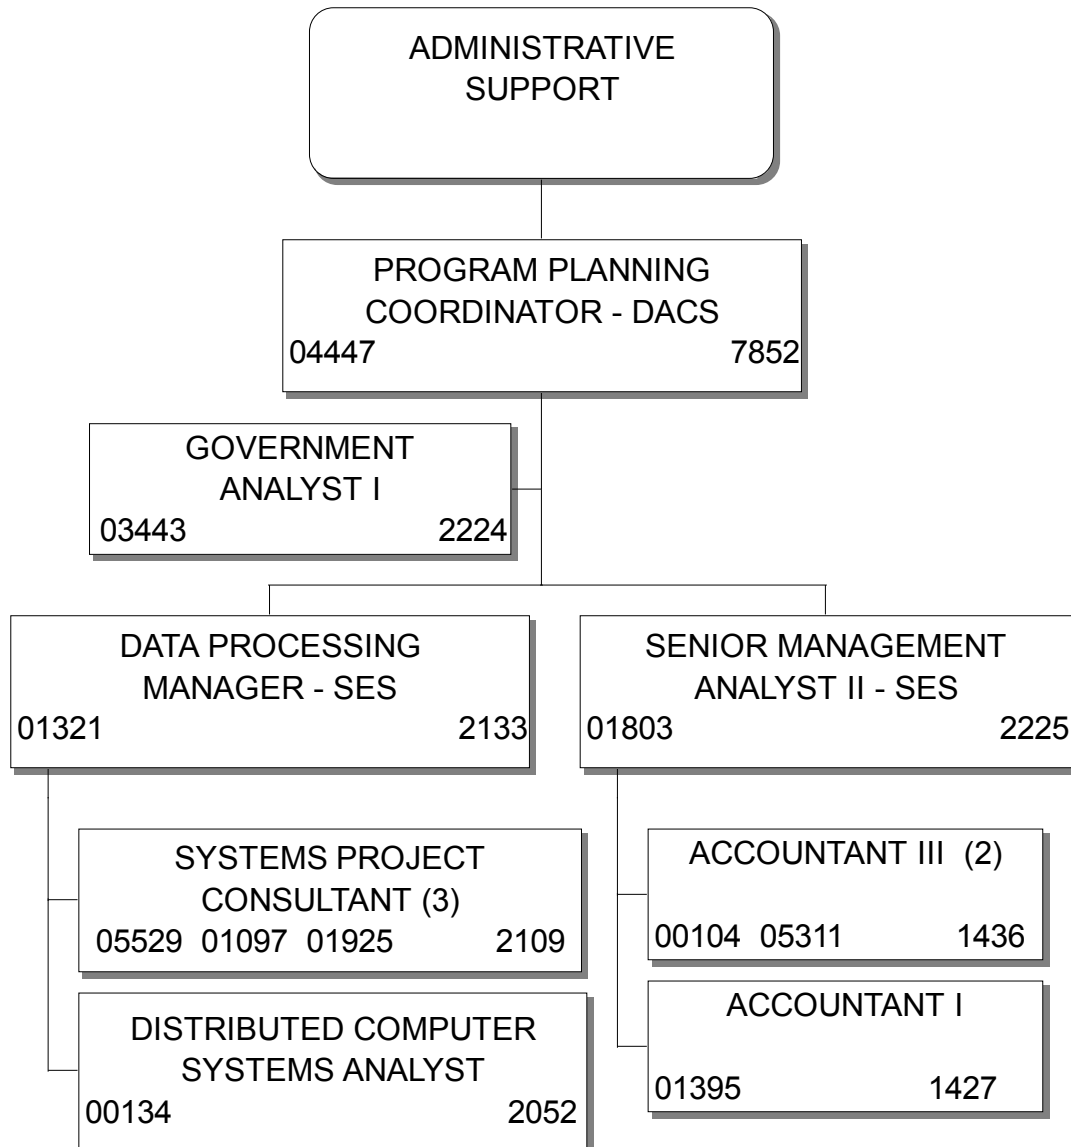 ADMINISTRATIVE
SUPPORT
PROGRAM PLANNING
COORDINATOR - DACS
04447 7852
GOVERNMENT
ANALYST I
03443 2224
DATA PROCESSING
MANAGER - SES
01321 2133
SENIOR MANAGEMENT
ANALYST II - SES
01803 2225
SYSTEMS PROJECT
CONSULTANT (3)
05529 01097 01925 2109
DISTRIBUTED COMPUTER
SYSTEMS ANALYST
00134 2052
ACCOUNTANT III (2)
00104 05311 1436
ACCOUNTANT I
01395 1427